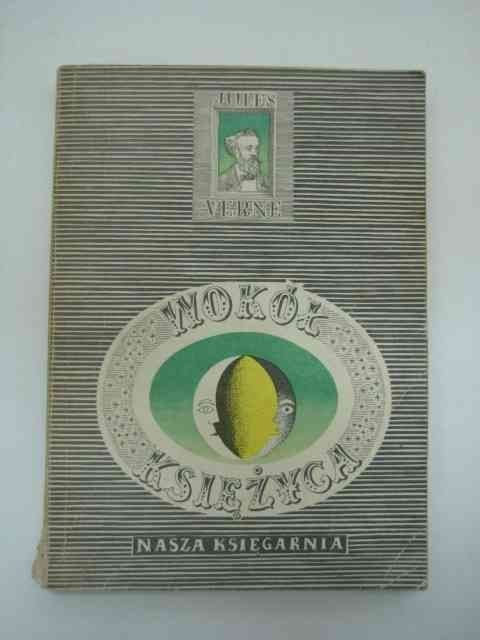 JULES
VERNE
WOKÓŁ
KSIĘŻYCA
NASZA KSIĘGARNIA